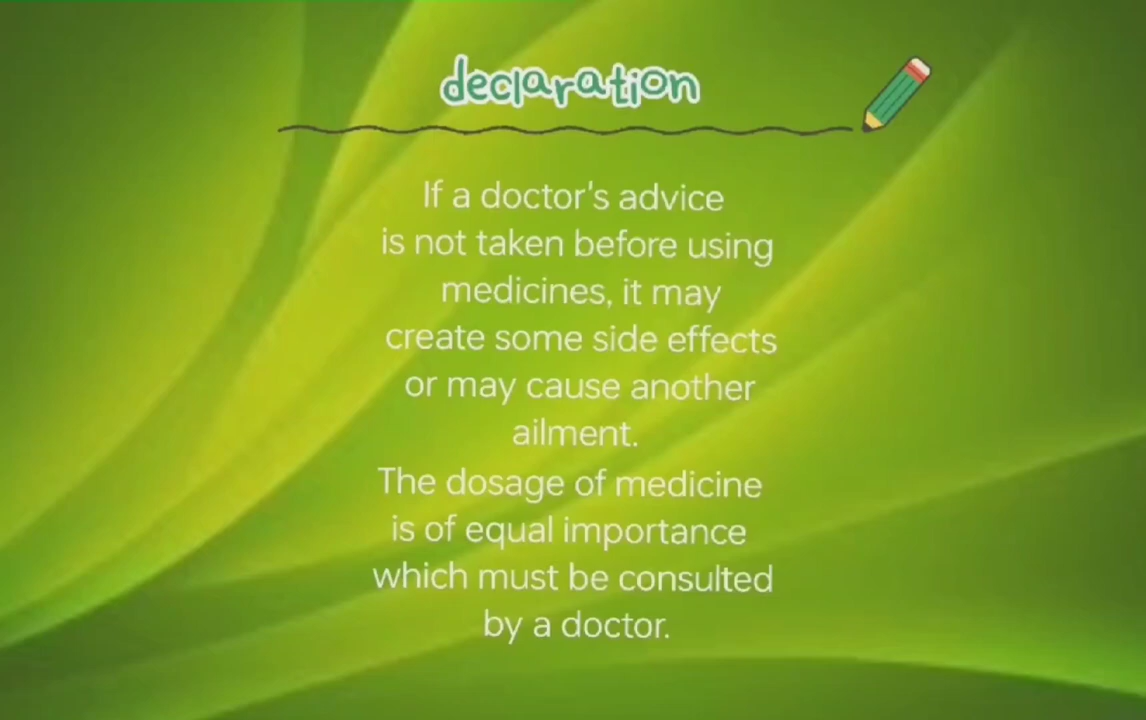 declaration
If a doctor's advice
is not taken before using
medicines, it may
create some side effects
or may cause another
ailment.
The dosage of medicine
is of equal importance
which must be consulted
by a doctor.